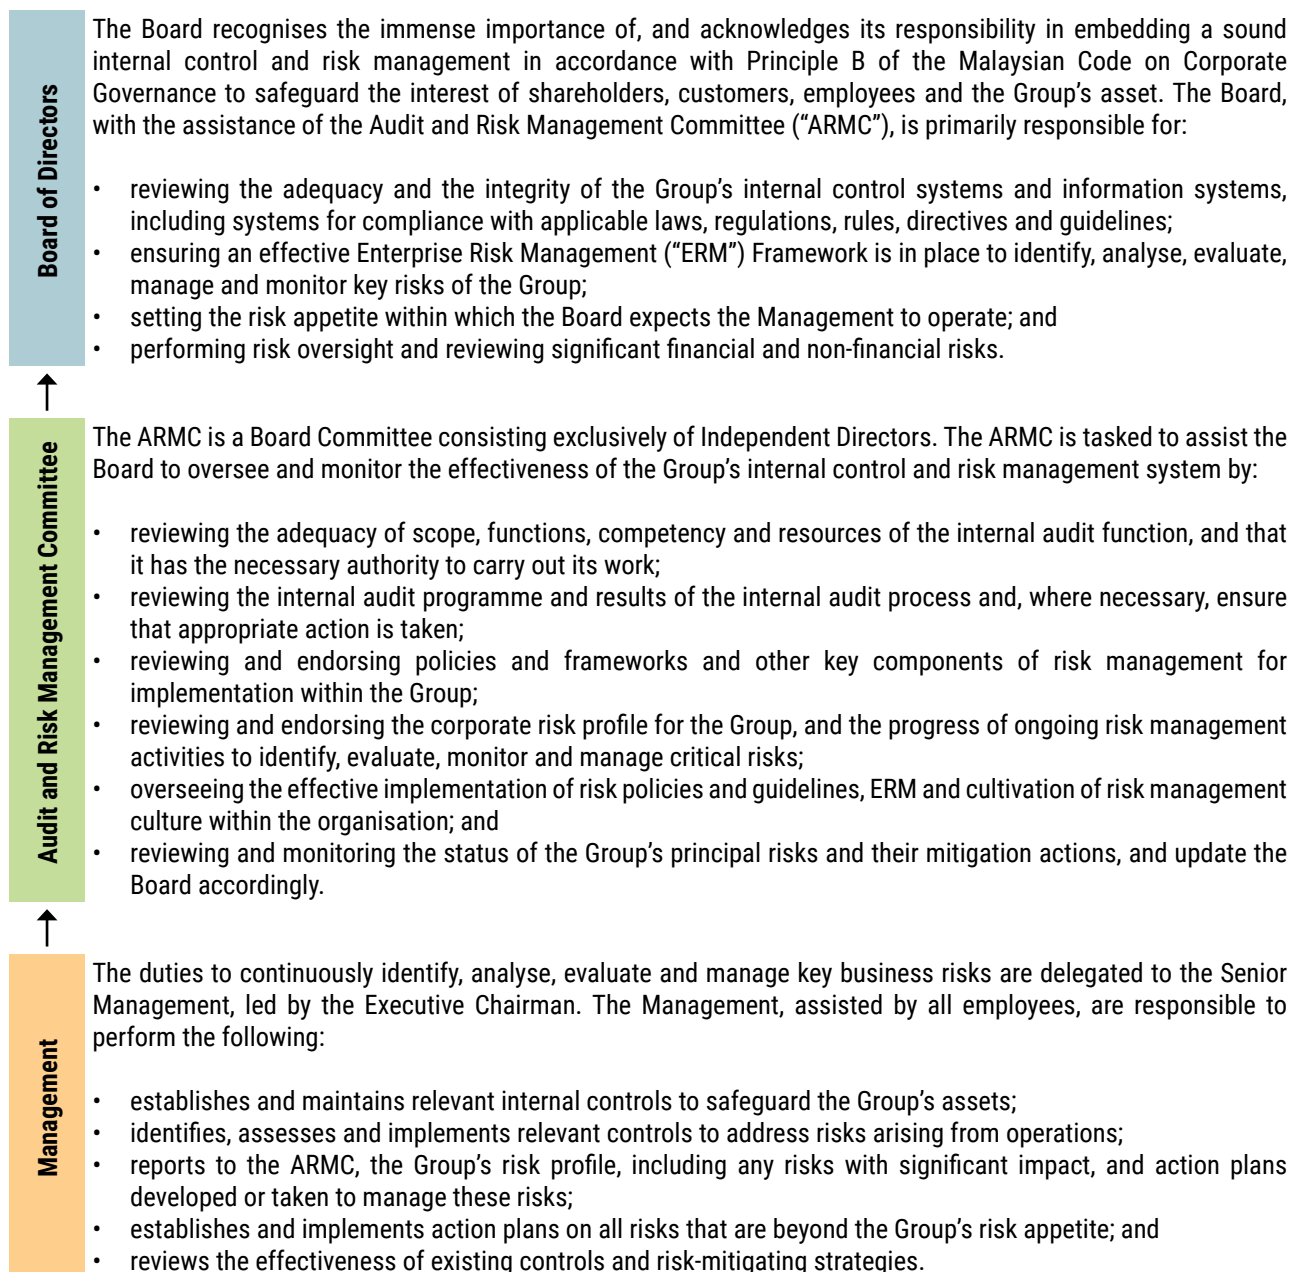 Board of Directors
The Board recognises the immense importance of, and acknowledges its responsibility in embedding a sound
internal control and risk management in accordance with Principle B of the Malaysian Code on Corporate
Governance to safeguard the interest of shareholders, customers, employees and the Group’s asset. The Board,
with the assistance of the Audit and Risk Management Committee (“ARMC”), is primarily responsible for:
• reviewing the adequacy and the integrity of the Group’s internal control systems and information systems,
including systems for compliance with applicable laws, regulations, rules, directives and guidelines;
• ensuring an effective Enterprise Risk Management (“ERM”) Framework is in place to identify, analyse, evaluate,
manage and monitor key risks of the Group;
• setting the risk appetite within which the Board expects the Management to operate; and
• performing risk oversight and reviewing significant financial and non-financial risks.
Audit and Risk Management Committee
The ARMC is a Board Committee consisting exclusively of Independent Directors. The ARMC is tasked to assist the
Board to oversee and monitor the effectiveness of the Group’s internal control and risk management system by:
• reviewing the adequacy of scope, functions, competency and resources of the internal audit function, and that
it has the necessary authority to carry out its work;
• reviewing the internal audit programme and results of the internal audit process and, where necessary, ensure
that appropriate action is taken;
• reviewing and endorsing policies and frameworks and other key components of risk management for
implementation within the Group;
• reviewing and endorsing the corporate risk profile for the Group, and the progress of ongoing risk management
activities to identify, evaluate, monitor and manage critical risks;
• overseeing the effective implementation of risk policies and guidelines, ERM and cultivation of risk management
culture within the organisation; and
• reviewing and monitoring the status of the Group’s principal risks and their mitigation actions, and update the
Board accordingly.
Management
The duties to continuously identify, analyse, evaluate and manage key business risks are delegated to the Senior
Management, led by the Executive Chairman. The Management, assisted by all employees, are responsible to
perform the following:
• establishes and maintains relevant internal controls to safeguard the Group’s assets;
• identifies, assesses and implements relevant controls to address risks arising from operations;
• reports to the ARMC, the Group’s risk profile, including any risks with significant impact, and action plans
developed or taken to manage these risks;
• establishes and implements action plans on all risks that are beyond the Group’s risk appetite; and
• reviews the effectiveness of existing controls and risk-mitigating strategies.